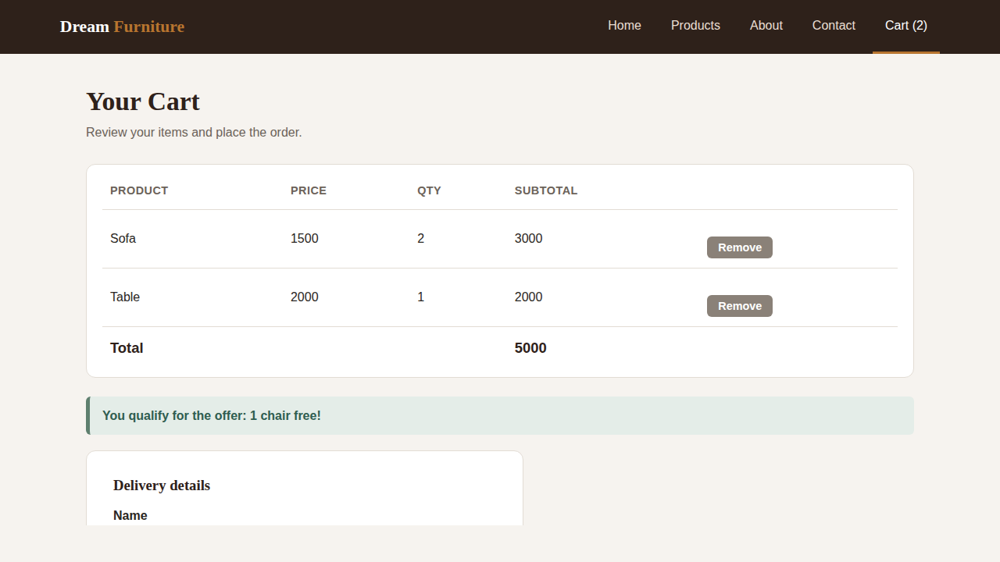 Dream Furniture
Home Products About Contact Cart (2)
Your Cart
Review your items and place the order.
PRODUCT PRICE QTY SUBTOTAL
Sofa 1500 2 3000 Remove
Table 2000 1 2000 Remove
Total 5000
You qualify for the offer: 1 chair free!
Delivery details
Name